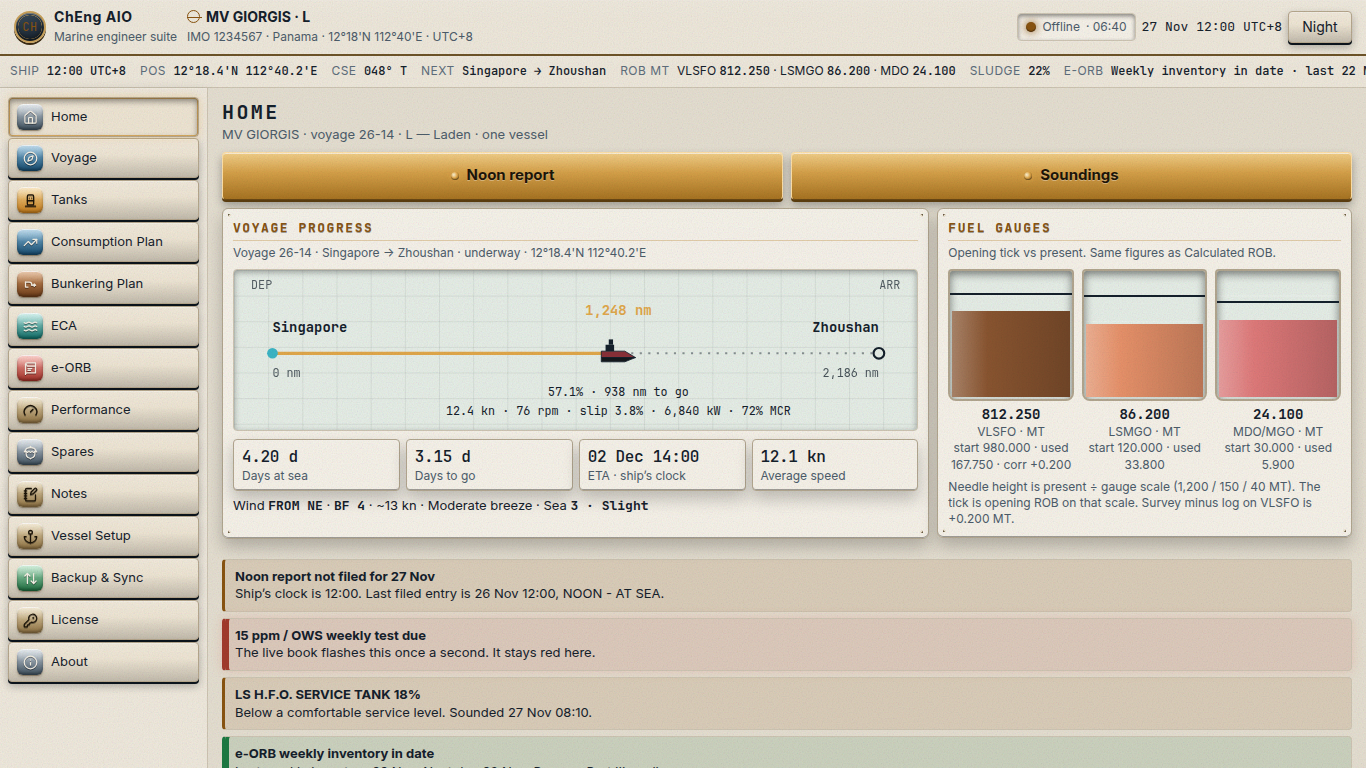 CH
ChEng AIO
Marine engineer suite
MV GIORGIS · L
IMO 1234567 · Panama · 12°18'N 112°40'E · UTC+8
Offline · 06:40
27 Nov 12:00 UTC+8
Night
SHIP 12:00 UTC+8 POS 12°18.4'N 112°40.2'E CSE 048° T NEXT Singapore → Zhoushan ROB MT VLSFO 812.250 · LSMGO 86.200 · MDO 24.100 SLUDGE 22% E-ORB Weekly inventory in date · last 22
Home
Voyage
Tanks
Consumption Plan
Bunkering Plan
ECA
e-ORB
Performance
Spares
Notes
Vessel Setup
Backup & Sync
License
About
HOME
MV GIORGIS · voyage 26-14 · L — Laden · one vessel
Noon report
Soundings
VOYAGE PROGRESS
Voyage 26-14 · Singapore → Zhoushan · underway · 12°18.4'N 112°40.2'E
DEP
ARR
1,248 nm
Singapore
Zhoushan
0 nm
2,186 nm
57.1% · 938 nm to go
12.4 kn · 76 rpm · slip 3.8% · 6,840 kW · 72% MCR
4.20 d
Days at sea
3.15 d
Days to go
02 Dec 14:00
ETA · ship's clock
12.1 kn
Average speed
Wind FROM NE · BF 4 · ~13 kn · Moderate breeze · Sea 3 · Slight
FUEL GAUGES
Opening tick vs present. Same figures as Calculated ROB.
812.250
VLSFO · MT
start 980.000 · used
167.750 · corr +0.200
86.200
LSMGO · MT
start 120.000 · used
33.800
24.100
MDO/MGO · MT
start 30.000 · used
5.900
Needle height is present ÷ gauge scale (1,200 / 150 / 40 MT). The
tick is opening ROB on that scale. Survey minus log on VLSFO is
+0.200 MT.
Noon report not filed for 27 Nov
Ship's clock is 12:00. Last filed entry is 26 Nov 12:00, NOON - AT SEA.
15 ppm / OWS weekly test due
The live book flashes this once a second. It stays red here.
LS H.F.O. SERVICE TANK 18%
Below a comfortable service level. Sounded 27 Nov 08:10.
e-ORB weekly inventory in date